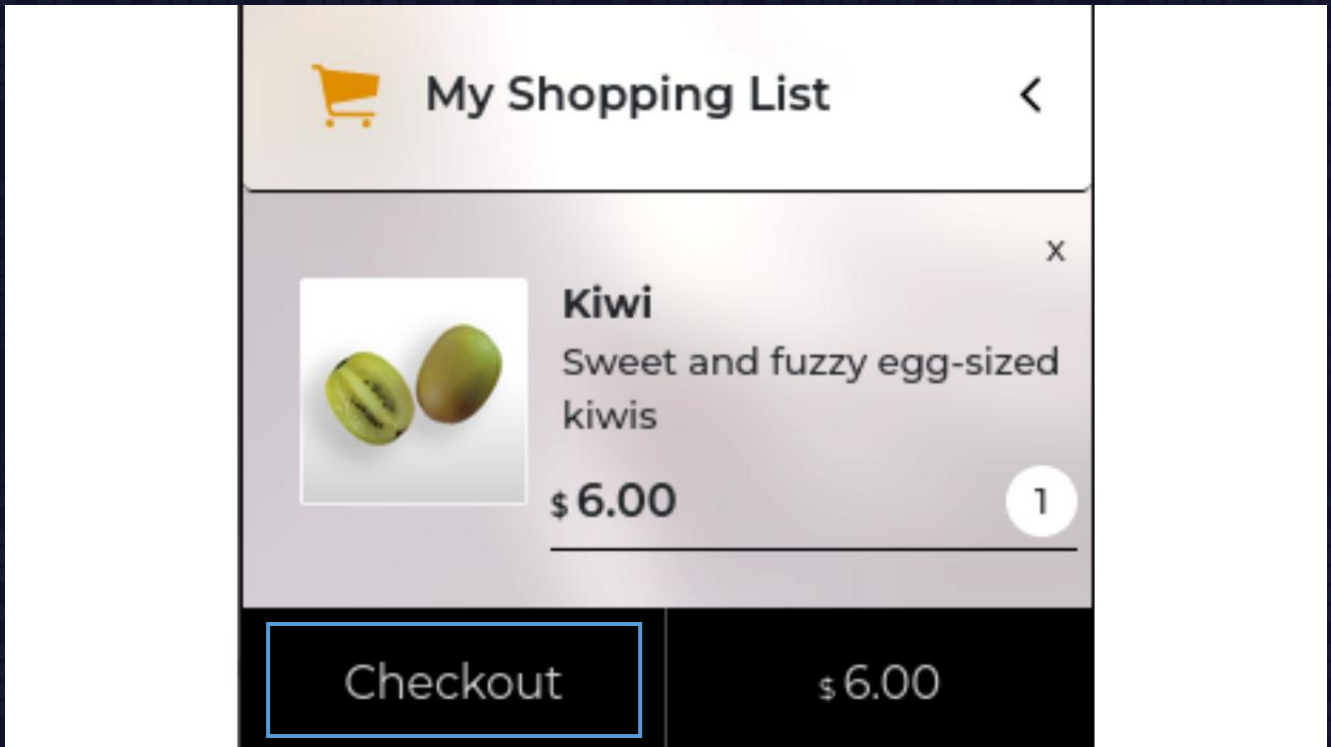 My Shopping List
x
Kiwi
Sweet and fuzzy egg-sized
kiwis
$ 6.00
1
Checkout
$ 6.00